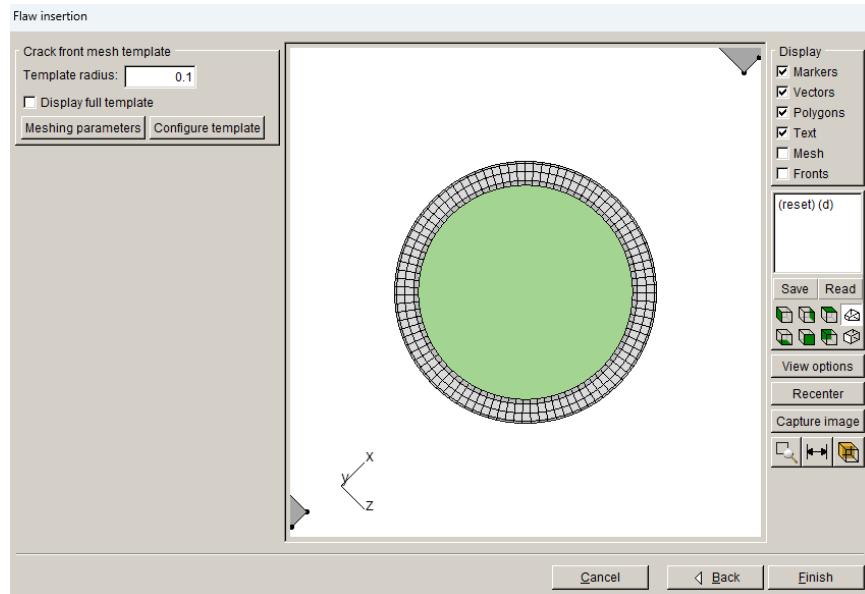 Flaw insertion
Crack front mesh template
Template radius: 0.1
Display full template
Meshing parameters Configure template
x
y
z
Display
Markers
Vectors
Polygons
Text
Mesh
Fronts
(reset) (d)
Save Read
View options
Recenter
Capture image
Cancel Back Finish